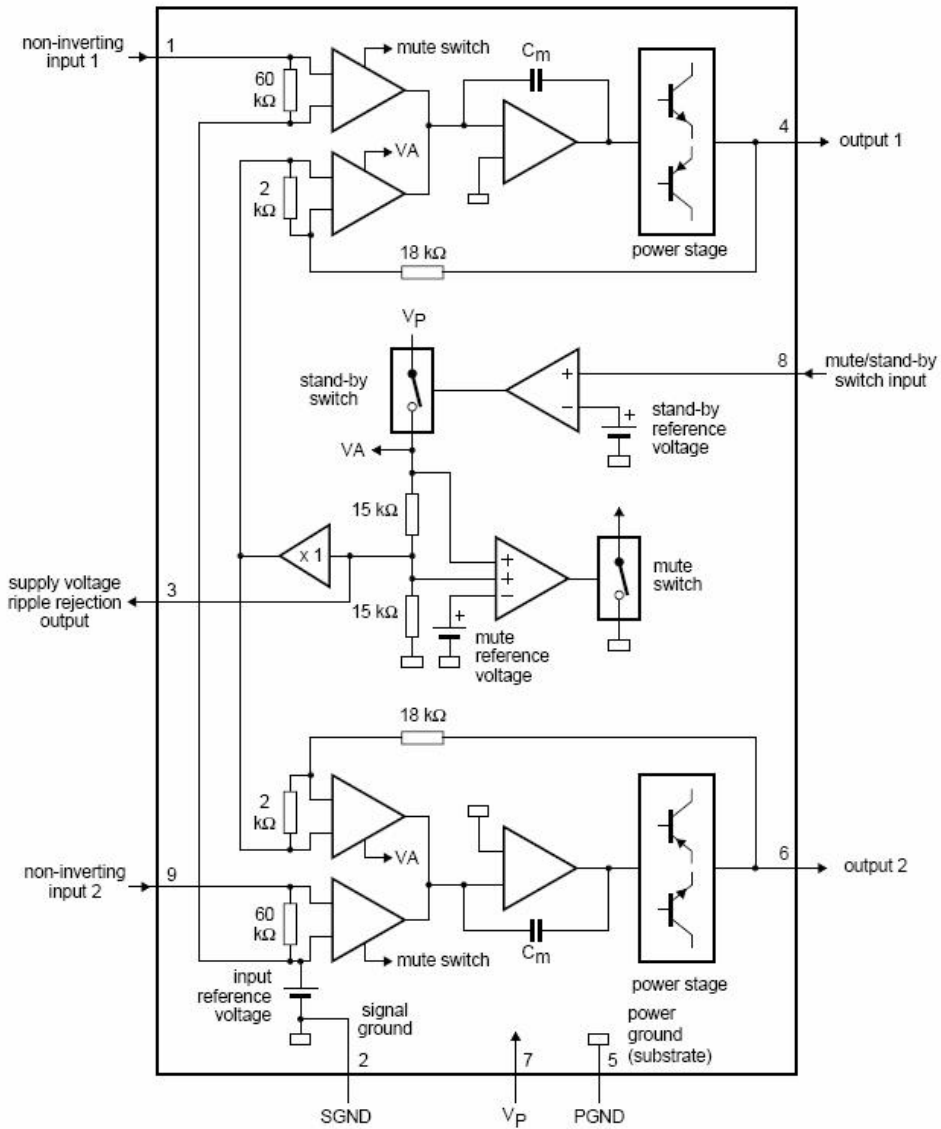 non-inverting
input 1
1
60
kΩ
mute switch
Cm
4
output 1
2
kΩ
VA
18 kΩ
power stage
VP
stand-by
switch
+
−
8
mute/stand-by
switch input
+
stand-by
reference
voltage
VA
15 kΩ
x 1
+
+
−
mute
switch
supply voltage
ripple rejection
output
3
15 kΩ
+
mute
reference
voltage
18 kΩ
2
kΩ
VA
6
output 2
non-inverting
input 2
9
60
kΩ
mute switch
Cm
power stage
input
reference
voltage
signal
ground
2
7
power
ground
(substrate)
5
SGND
VP
PGND